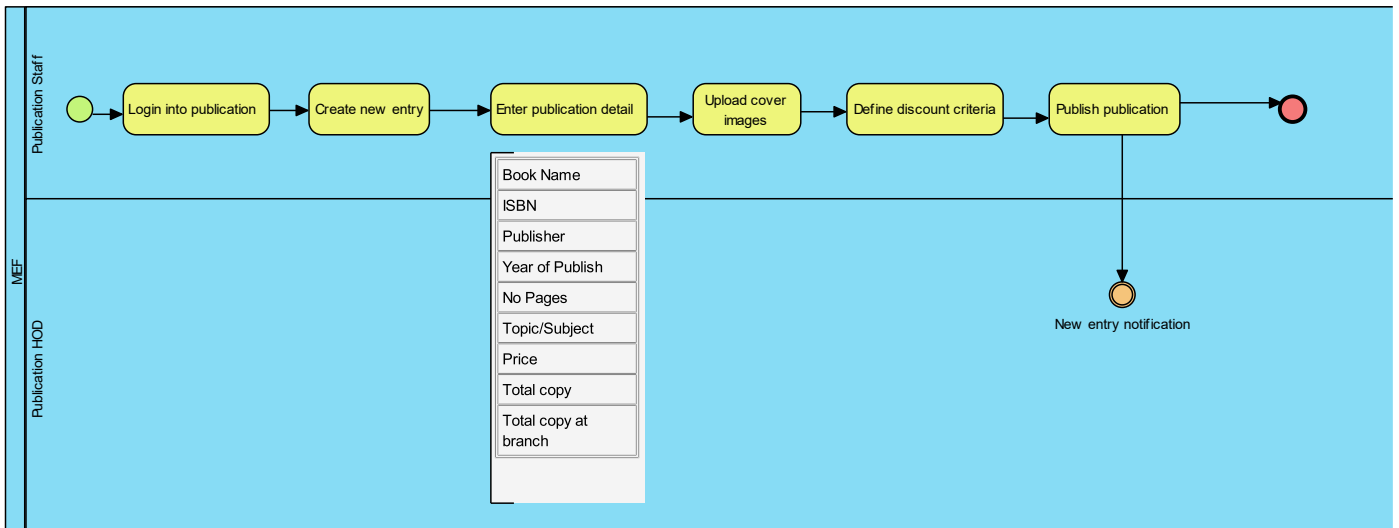 MEF
Publication Staff
Login into publication
Create new entry
Enter publication detail
Upload cover
images
Define discount criteria
Publish publication
Book Name
ISBN
Publisher
Year of Publish
No Pages
Topic/Subject
Price
Total copy
Total copy at
branch
Publication HOD
New entry notification